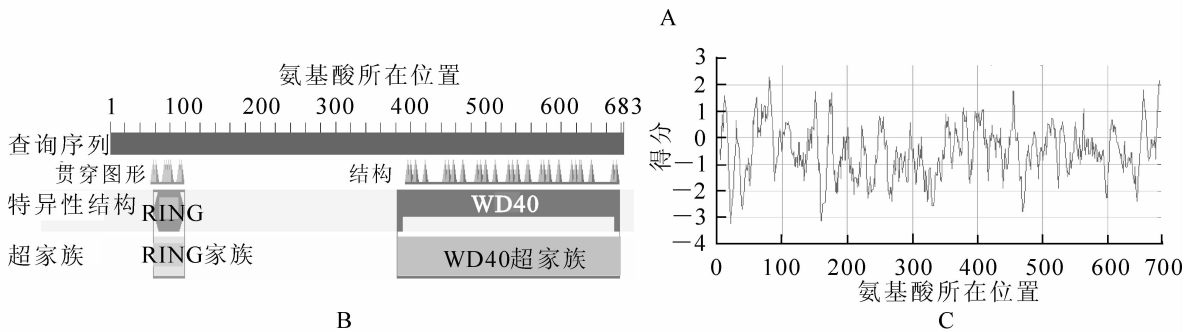 A
氨基酸所在位置
1 100 200 300 400 500 600 683
查询序列
贯穿图形 结构
特异性结构 RING WD40
超家族 RING家族 WD40超家族
B
3
2
1
0
－1
－2
－3
－4
得分
0 100 200 300 400 500 600 700
氨基酸所在位置
C